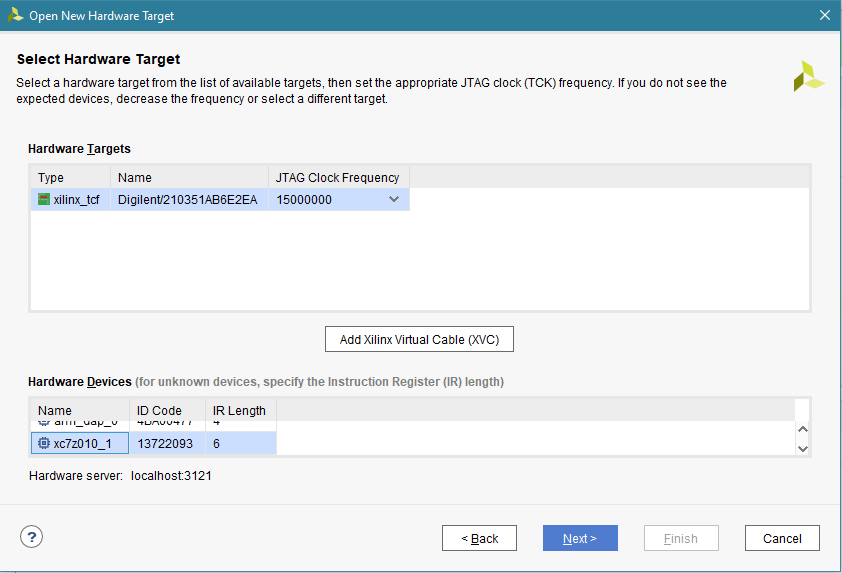 Open New Hardware Target
Select Hardware Target
Select a hardware target from the list of available targets, then set the appropriate JTAG clock (TCK) frequency. If you do not see the
expected devices, decrease the frequency or select a different target.
Hardware Targets
Type Name JTAG Clock Frequency
xilinx_tcf Digilent/210351AB6E2EA 15000000
Add Xilinx Virtual Cable (XVC)
Hardware Devices (for unknown devices, specify the Instruction Register (IR) length)
Name ID Code IR Length
arm_dap_0 4BA00477 4
xc7z010_1 13722093 6
Hardware server: localhost:3121
?
< Back
Next >
Finish
Cancel